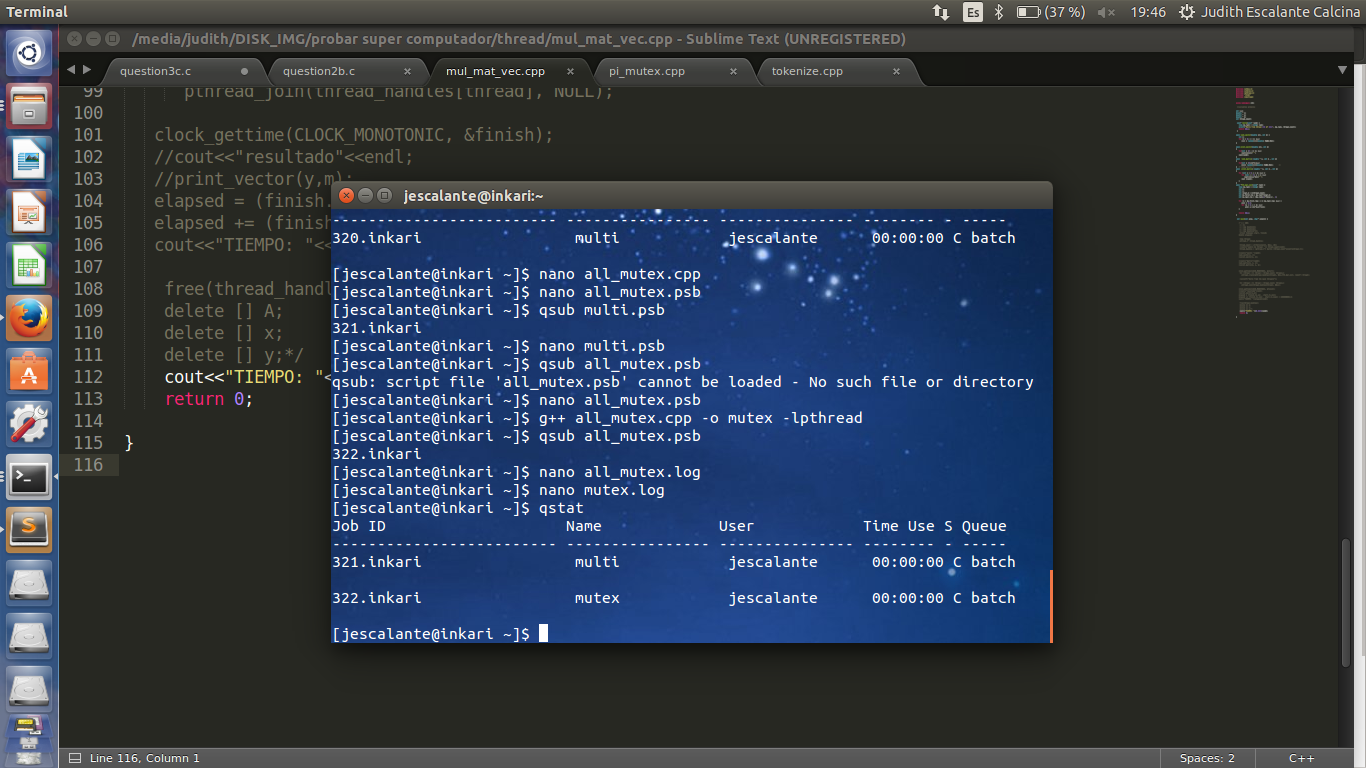 Terminal
Es (37 %) 19:46 Judith Escalante Calcina
/media/judith/DISK_IMG/probar super computador/thread/mul_mat_vec.cpp - Sublime Text (UNREGISTERED)
question3c.c question2b.c mul_mat_vec.cpp pi_mutex.cpp tokenize.cpp
99 pthread_join(thread_handles[thread], NULL);
100
101 clock_gettime(CLOCK_MONOTONIC, &finish);
102 //cout<<"resultado"<<endl;
103 //print_vector(y,m);
104 elapsed = (finish.
105 elapsed += (finish
106 cout<<"TIEMPO: "<<
107
108 free(thread_handl
109 delete [] A;
110 delete [] x;
111 delete [] y;*/
112 cout<<"TIEMPO: "<
113 return 0;
114
115 }
116
jescalante@inkari:~
------------------------- ---------------- --------------- -------- - -----
320.inkari multi jescalante 00:00:00 C batch
[jescalante@inkari ~]$ nano all_mutex.cpp
[jescalante@inkari ~]$ nano all_mutex.psb
[jescalante@inkari ~]$ qsub multi.psb
321.inkari
[jescalante@inkari ~]$ nano multi.psb
[jescalante@inkari ~]$ qsub all_mutex.psb
qsub: script file 'all_mutex.psb' cannot be loaded - No such file or directory
[jescalante@inkari ~]$ nano all_mutex.psb
[jescalante@inkari ~]$ g++ all_mutex.cpp -o mutex -lpthread
[jescalante@inkari ~]$ qsub all_mutex.psb
322.inkari
[jescalante@inkari ~]$ nano all_mutex.log
[jescalante@inkari ~]$ nano mutex.log
[jescalante@inkari ~]$ qstat
Job ID Name User Time Use S Queue
------------------------- ---------------- --------------- -------- - -----
321.inkari multi jescalante 00:00:00 C batch
322.inkari mutex jescalante 00:00:00 C batch
[jescalante@inkari ~]$
Line 116, Column 1 Spaces: 2 C++